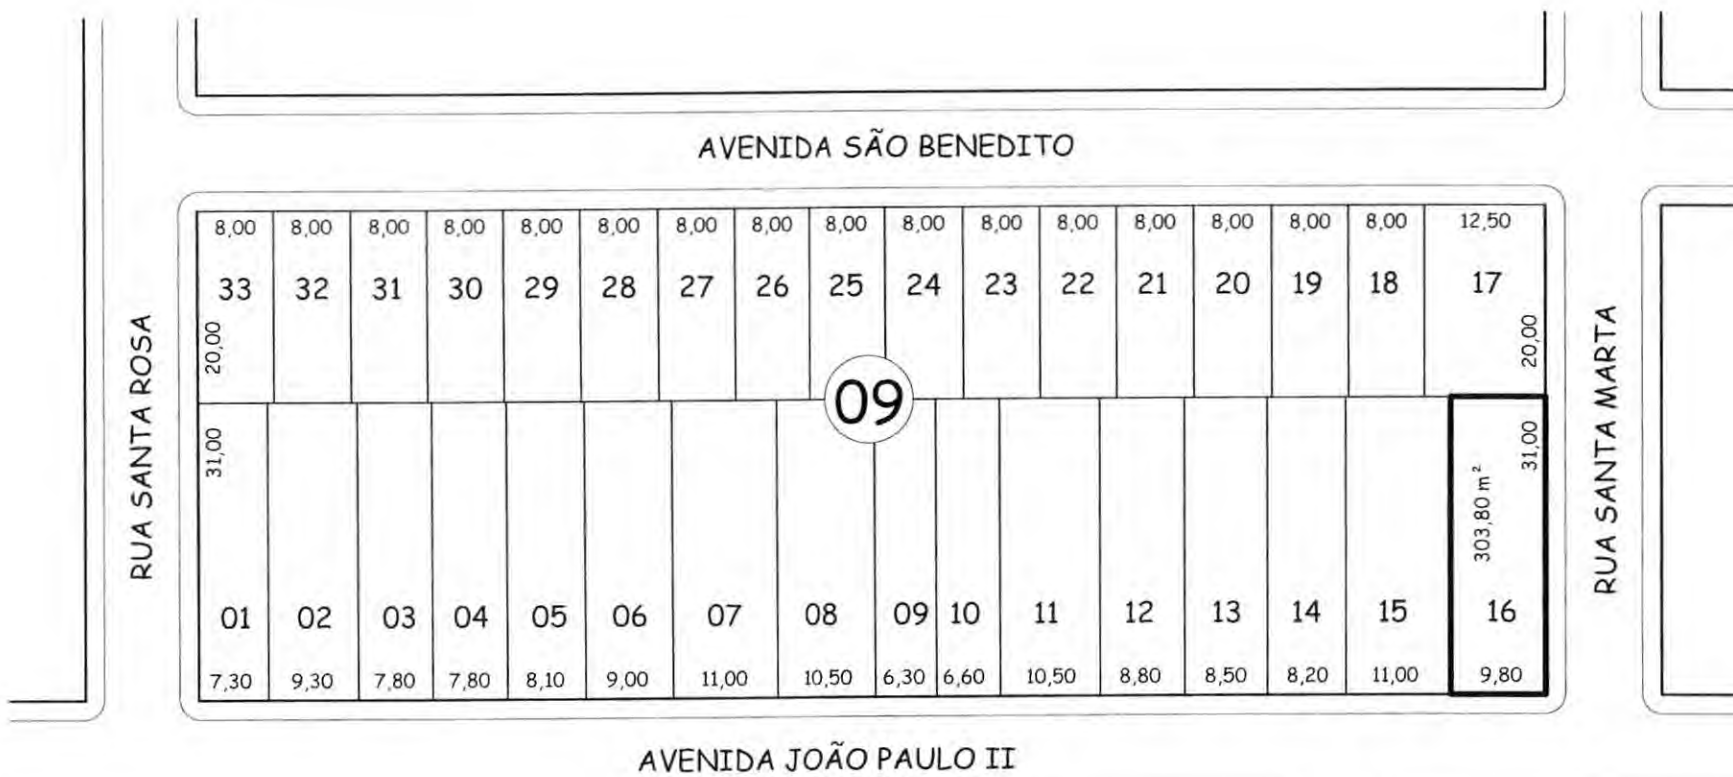 AVENIDA SÃO BENEDITO
8,00 8,00 8,00 8,00 8,00 8,00 8,00 8,00 8,00 8,00 8,00 8,00 8,00 8,00 8,00 8,00 12,50
33 32 31 30 29 28 27 26 25 24 23 22 21 20 19 18 17
20,00
20,00
RUA SANTA ROSA
RUA SANTA MARTA
09
31,00
31,00
303,80 m²
01 02 03 04 05 06 07 08 09 10 11 12 13 14 15 16
7,30 9,30 7,80 7,80 8,10 9,00 11,00 10,50 6,30 6,60 10,50 8,80 8,50 8,20 11,00 9,80
AVENIDA JOÃO PAULO II